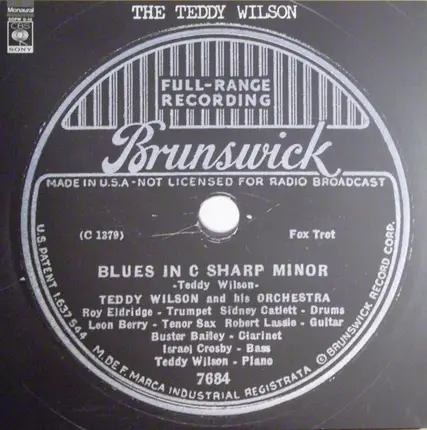 THE TEDDY WILSON
Monaural
CBS
SONY
FULL-RANGE
RECORDING
Brunswick
MADE IN U.S.A-NOT LICENSED FOR RADIO BROADCAST
(C 1379) Fox Trot
BLUES IN C SHARP MINOR
-Teddy Wilson-
TEDDY WILSON and his ORCHESTRA
Roy Eldridge - Trumpet Sidney Catlett - Drums
Leon Berry - Tenor Sax Robert Lassie - Guitar
Buster Bailey - Clarinet
Israel Crosby - Bass
Teddy Wilson - Piano
7684
U.S. PATENT 1,637,544
M. DE F. MARCA INDUSTRIAL REGISTRATA
© BRUNSWICK RECORD CORP.